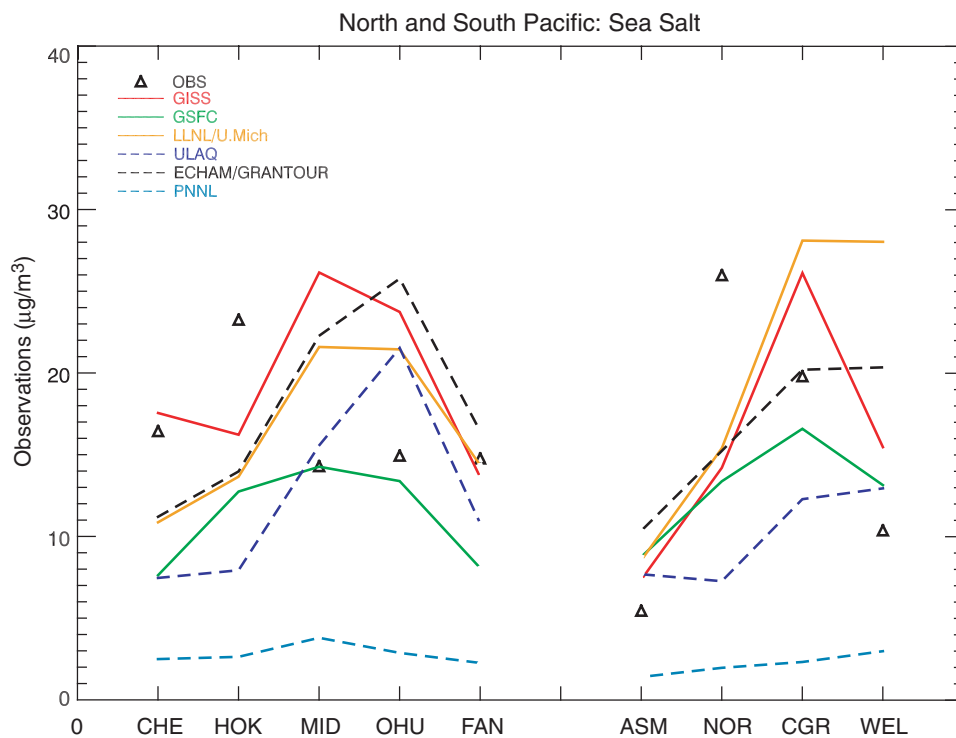 North and South Pacific: Sea Salt
40
OBS
GISS
GSFC
LLNL/U.Mich
ULAQ
ECHAM/GRANTOUR
PNNL
30
20
10
0
Observations (μg/m³)
0 CHE HOK MID OHU FAN ASM NOR CGR WEL